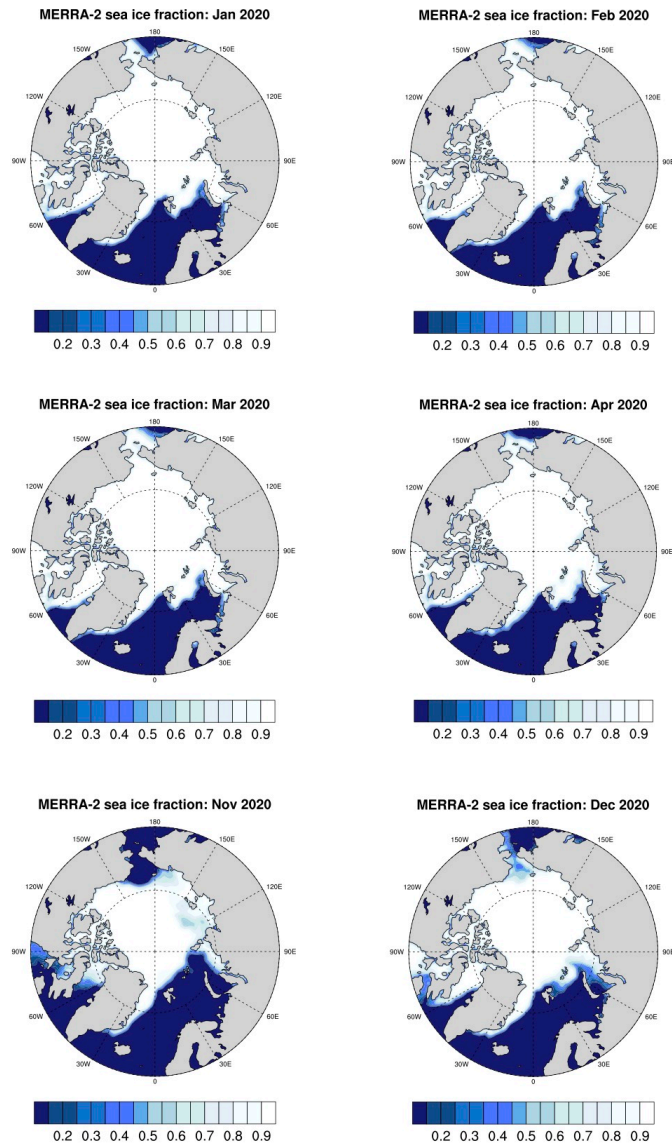 MERRA-2 sea ice fraction: Jan 2020
180
150W 150E
120W 120E
90W 90E
60W 60E
30W 30E
0
0.2 0.3 0.4 0.5 0.6 0.7 0.8 0.9
MERRA-2 sea ice fraction: Feb 2020
180
150W 150E
120W 120E
90W 90E
60W 60E
30W 30E
0
0.2 0.3 0.4 0.5 0.6 0.7 0.8 0.9
MERRA-2 sea ice fraction: Mar 2020
180
150W 150E
120W 120E
90W 90E
60W 60E
30W 30E
0
0.2 0.3 0.4 0.5 0.6 0.7 0.8 0.9
MERRA-2 sea ice fraction: Apr 2020
180
150W 150E
120W 120E
90W 90E
60W 60E
30W 30E
0
0.2 0.3 0.4 0.5 0.6 0.7 0.8 0.9
MERRA-2 sea ice fraction: Nov 2020
180
150W 150E
120W 120E
90W 90E
60W 60E
30W 30E
0
0.2 0.3 0.4 0.5 0.6 0.7 0.8 0.9
MERRA-2 sea ice fraction: Dec 2020
180
150W 150E
120W 120E
90W 90E
60W 60E
30W 30E
0
0.2 0.3 0.4 0.5 0.6 0.7 0.8 0.9